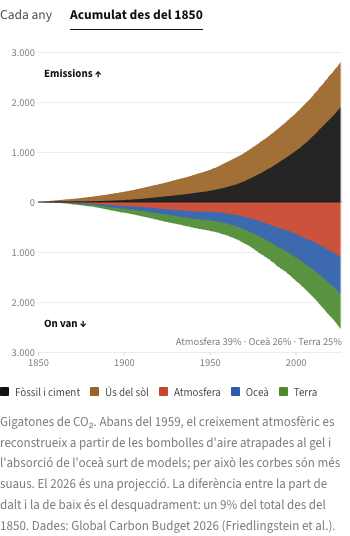 Cada any Acumulat des del 1850
3.000
Emissions ↑
2.000
1.000
0
1.000
2.000
On van ↓
Atmosfera 39% · Oceà 26% · Terra 25%
3.000
1850 1900 1950 2000
Fòssil i ciment Ús del sòl Atmosfera Oceà Terra
Gigatones de CO₂. Abans del 1959, el creixement atmosfèric es
reconstrueix a partir de les bombolles d'aire atrapades al gel i
l'absorció de l'oceà surt de models; per això les corbes són més
suaus. El 2026 és una projecció. La diferència entre la part de
dalt i la de baix és el desquadrament: un 9% del total des del
1850. Dades: Global Carbon Budget 2026 (Friedlingstein et al.).